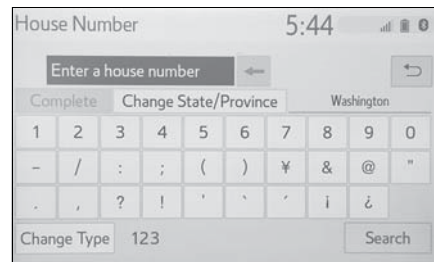 House Number 5:44
Enter a house number
Complete Change State/Province Washington
1 2 3 4 5 6 7 8 9 0
- / : ; ( ) ¥ & @ "
. , ? ! ' ` ´ ¡ ¿
Change Type 123 Search